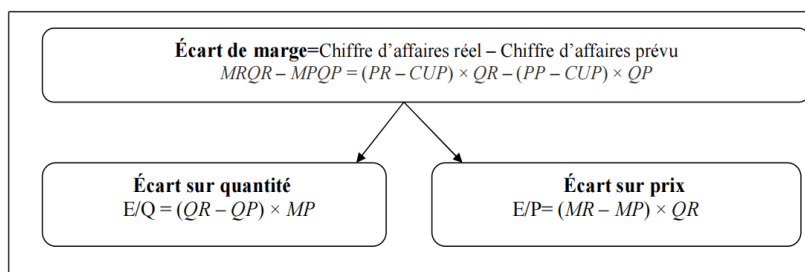 Écart de marge=Chiffre d'affaires réel – Chiffre d'affaires prévu
MRQR – MPQP = (PR – CUP) × QR – (PP – CUP) × QP
Écart sur quantité
E/Q = (QR – QP) × MP
Écart sur prix
E/P= (MR – MP) × QR